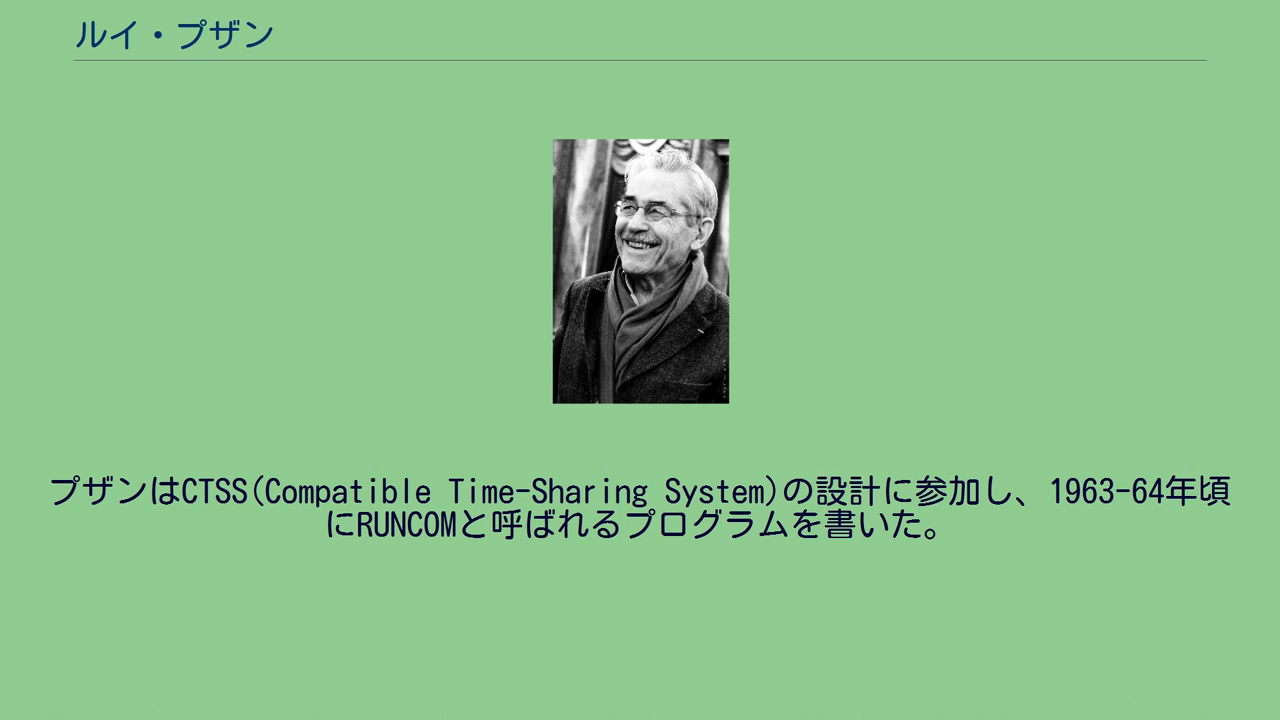 ルイ・プザン
プザンはCTSS(Compatible Time-Sharing System)の設計に参加し、1963-64年頃
にRUNCOMと呼ばれるプログラムを書いた。